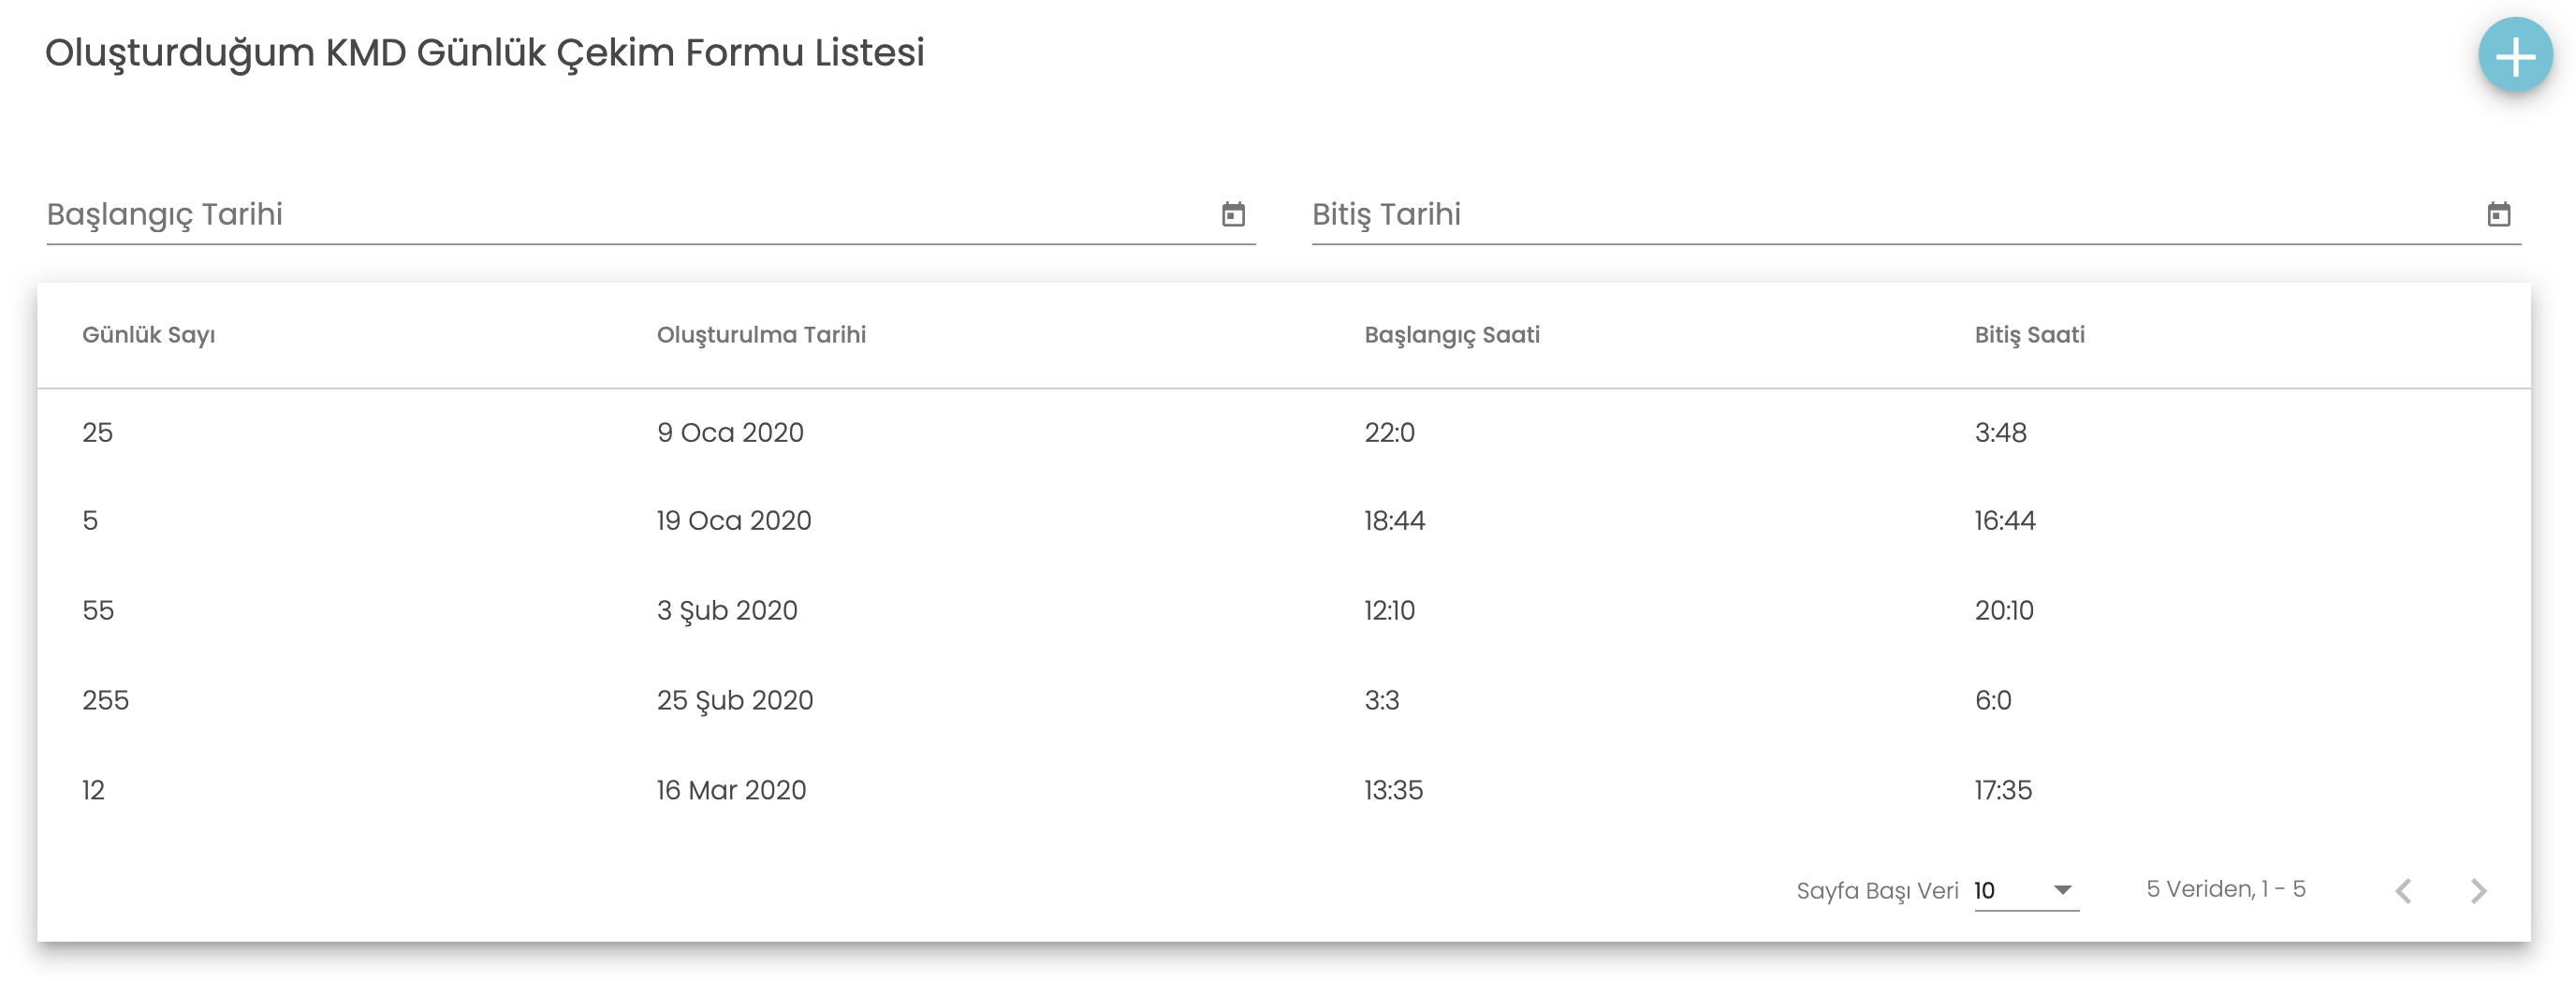 Oluşturduğum KMD Günlük Çekim Formu Listesi
Başlangıç Tarihi Bitiş Tarihi
Günlük Sayı Oluşturulma Tarihi Başlangıç Saati Bitiş Saati
25 9 Oca 2020 22:0 3:48
5 19 Oca 2020 18:44 16:44
55 3 Şub 2020 12:10 20:10
255 25 Şub 2020 3:3 6:0
12 16 Mar 2020 13:35 17:35
Sayfa Başı Veri 10 5 Veriden, 1 - 5